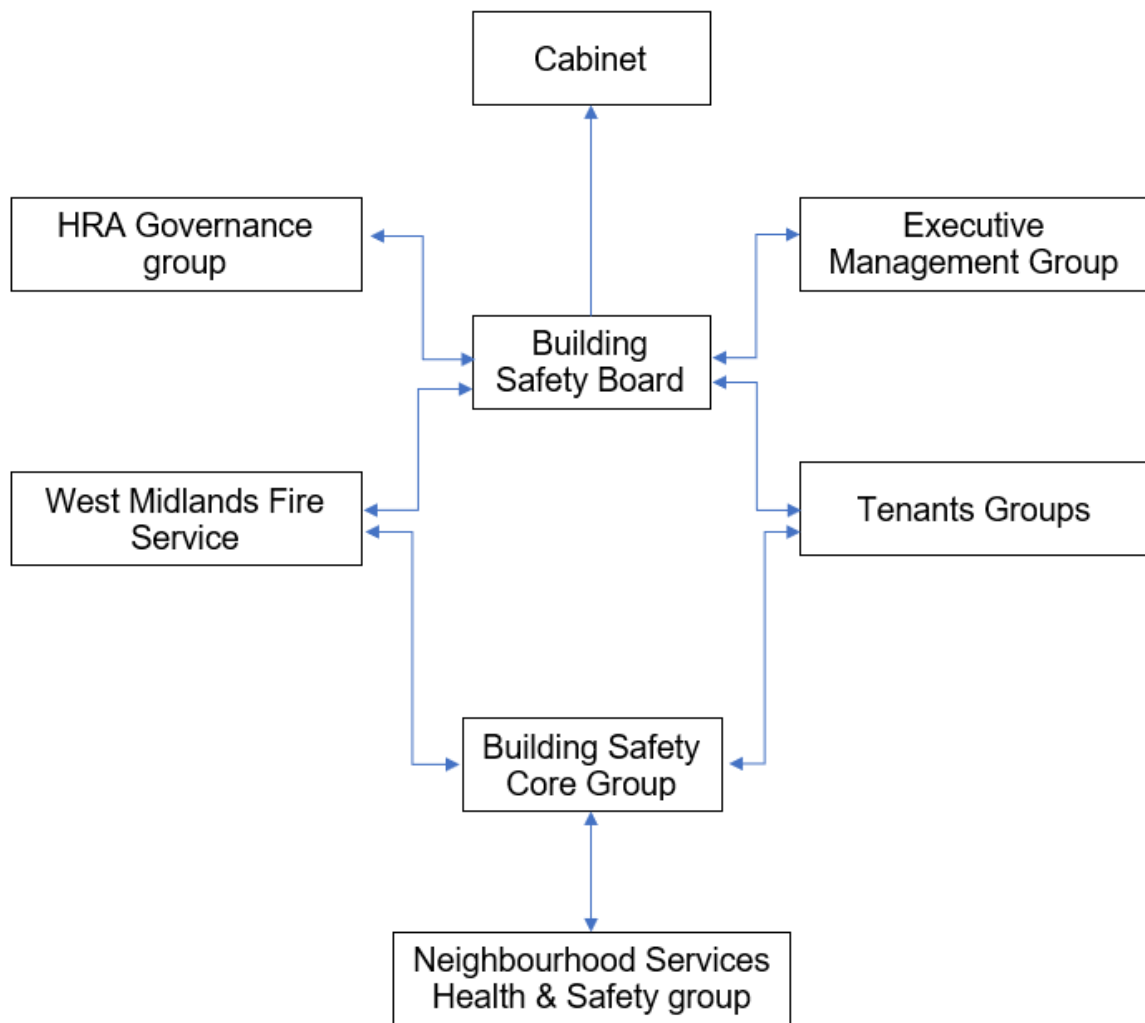 Cabinet
HRA Governance
group
Executive
Management Group
Building
Safety Board
West Midlands Fire
Service
Tenants Groups
Building Safety
Core Group
Neighbourhood Services
Health & Safety group